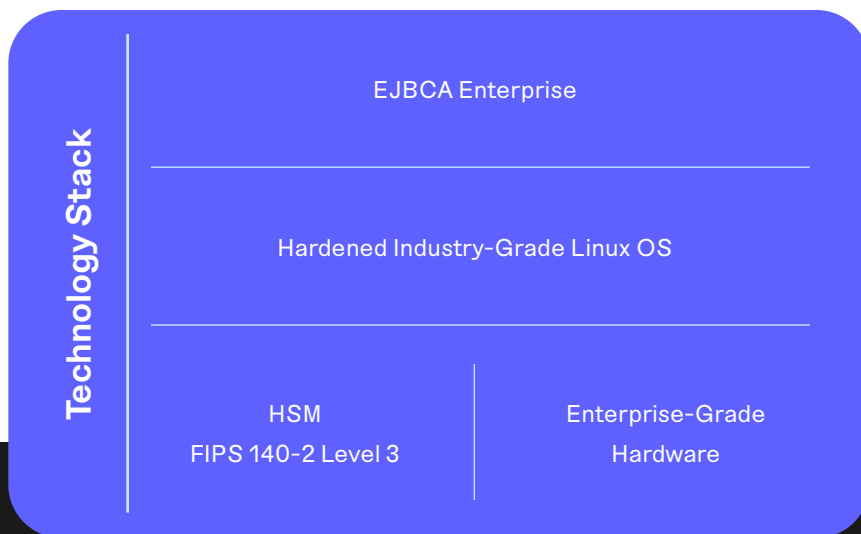 Technology Stack
EJBCA Enterprise
Hardened Industry-Grade Linux OS
HSM
FIPS 140-2 Level 3
Enterprise-Grade
Hardware